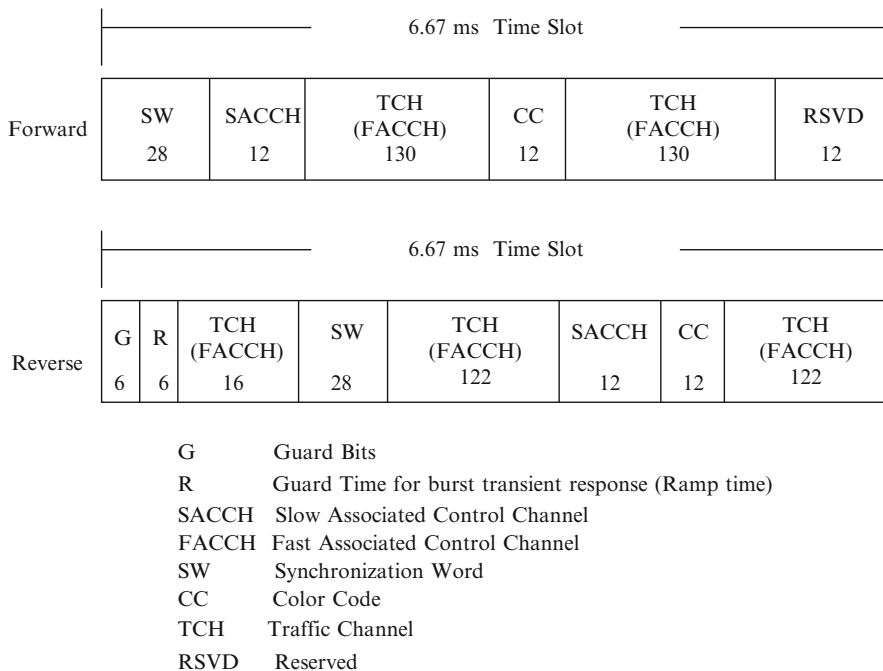 6.67 ms Time Slot
Forward
SW
28
SACCH
12
TCH
(FACCH)
130
CC
12
TCH
(FACCH)
130
RSVD
12
6.67 ms Time Slot
Reverse
G
6
R
6
TCH
(FACCH)
16
SW
28
TCH
(FACCH)
122
SACCH
12
CC
12
TCH
(FACCH)
122
G Guard Bits
R Guard Time for burst transient response (Ramp time)
SACCH Slow Associated Control Channel
FACCH Fast Associated Control Channel
SW Synchronization Word
CC Color Code
TCH Traffic Channel
RSVD Reserved